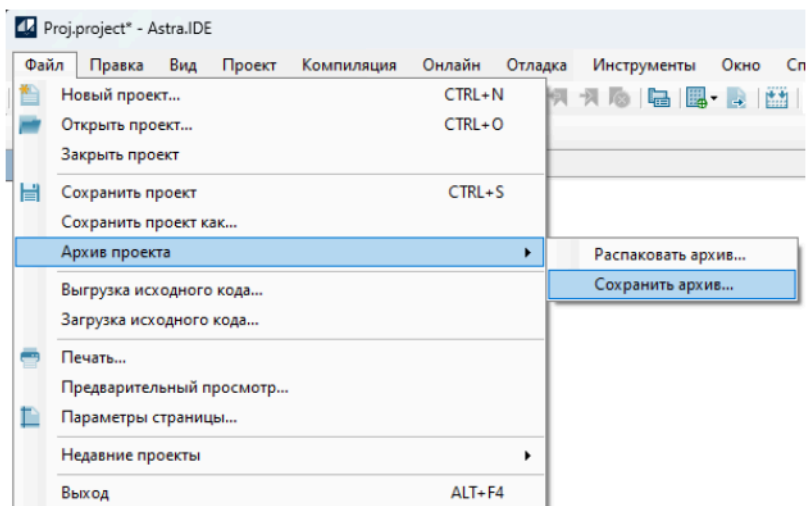 Proj.project* - Astra.IDE
Файл Правка Вид Проект Компиляция Онлайн Отладка Инструменты Окно
Новый проект... CTRL+N
Открыть проект... CTRL+O
Закрыть проект
Сохранить проект CTRL+S
Сохранить проект как...
Архив проекта
Распаковать архив...
Сохранить архив...
Выгрузка исходного кода...
Загрузка исходного кода...
Печать...
Предварительный просмотр...
Параметры страницы...
Недавние проекты
Выход ALT+F4